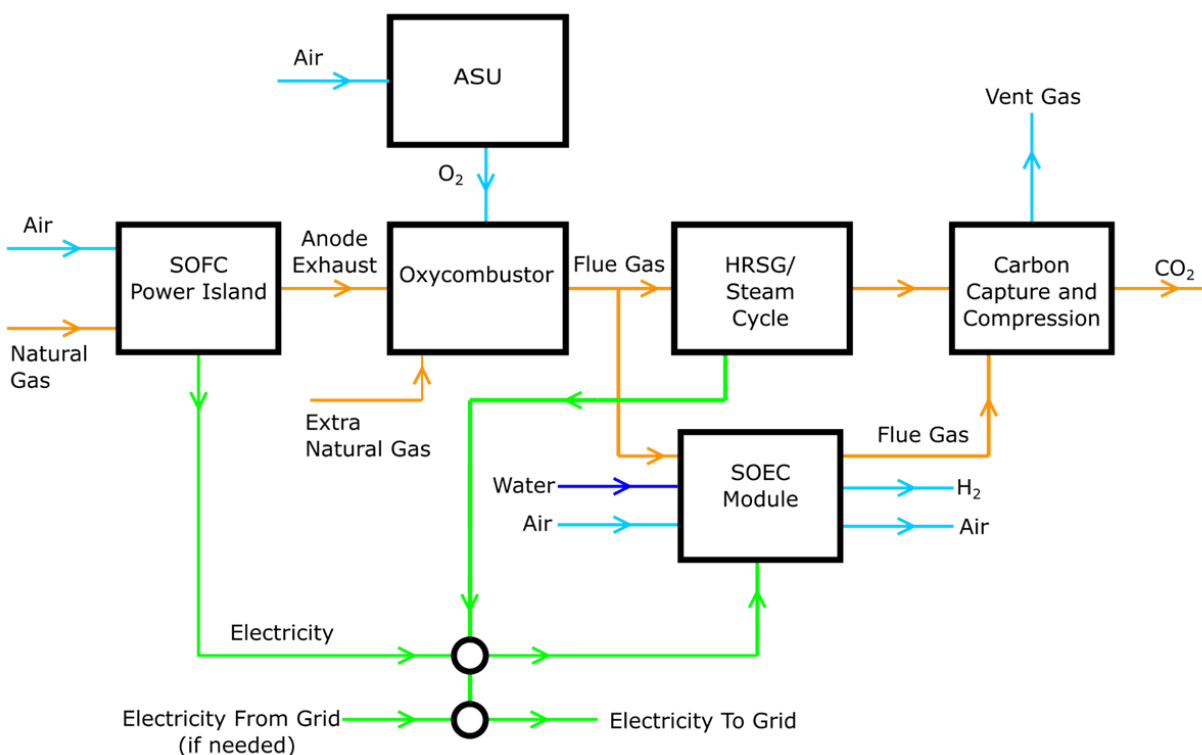 Air
ASU
O₂
Vent Gas
Air
SOFC
Power Island
Anode
Exhaust
Oxycombustor
Flue Gas
HRSG/
Steam
Cycle
Carbon
Capture and
Compression
CO₂
Natural
Gas
Extra
Natural Gas
Water
Air
SOEC
Module
Flue Gas
H₂
Air
Electricity
Electricity From Grid
(if needed)
Electricity To Grid